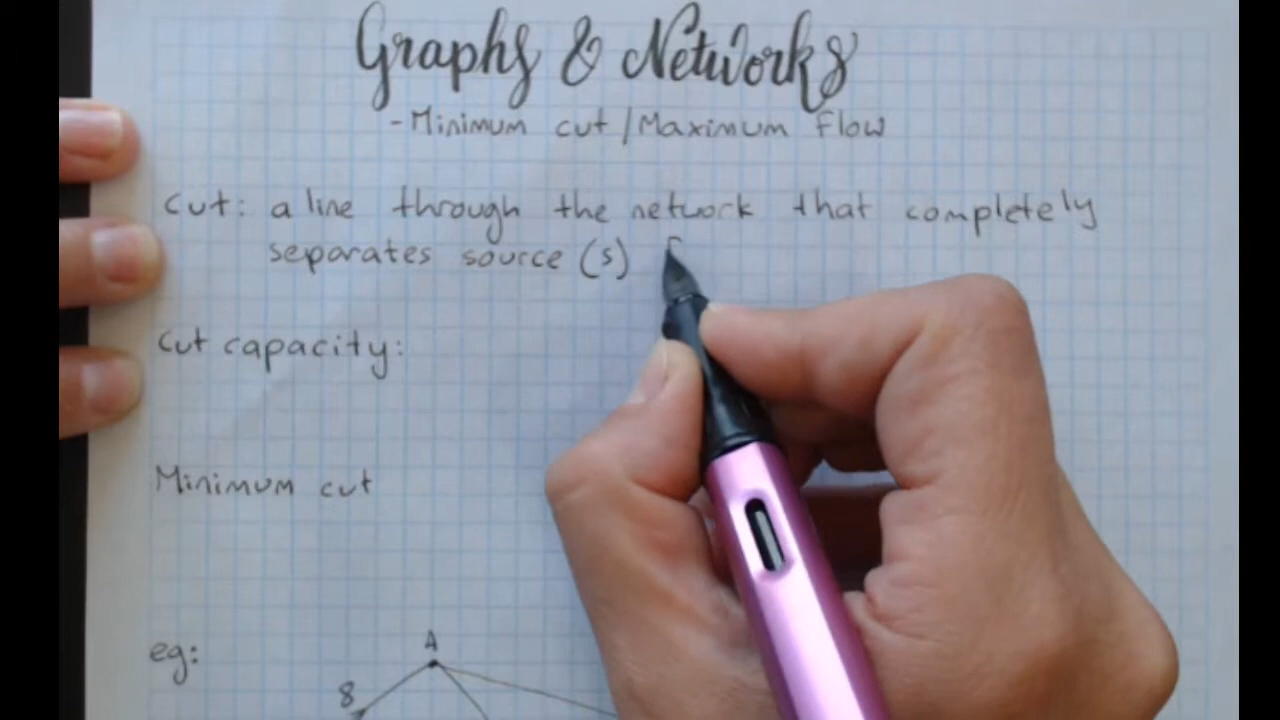 Graphs & Networks
- Minimum cut / Maximum Flow
cut: a line through the network that completely
separates source (s)
cut capacity:
Minimum cut
eg:
A
8